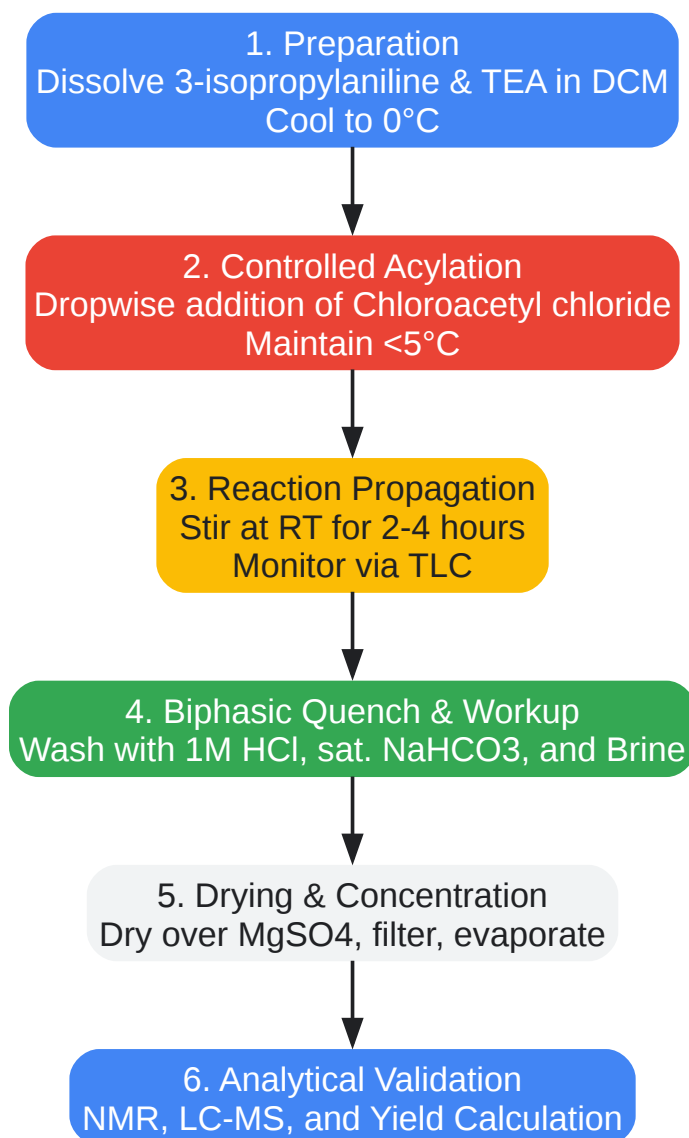 1. Preparation
Dissolve 3-isopropylaniline & TEA in DCM
Cool to 0°C
2. Controlled Acylation
Dropwise addition of Chloroacetyl chloride
Maintain <5°C
3. Reaction Propagation
Stir at RT for 2-4 hours
Monitor via TLC
4. Biphasic Quench & Workup
Wash with 1M HCl, sat. NaHCO3, and Brine
5. Drying & Concentration
Dry over MgSO4, filter, evaporate
6. Analytical Validation
NMR, LC-MS, and Yield Calculation